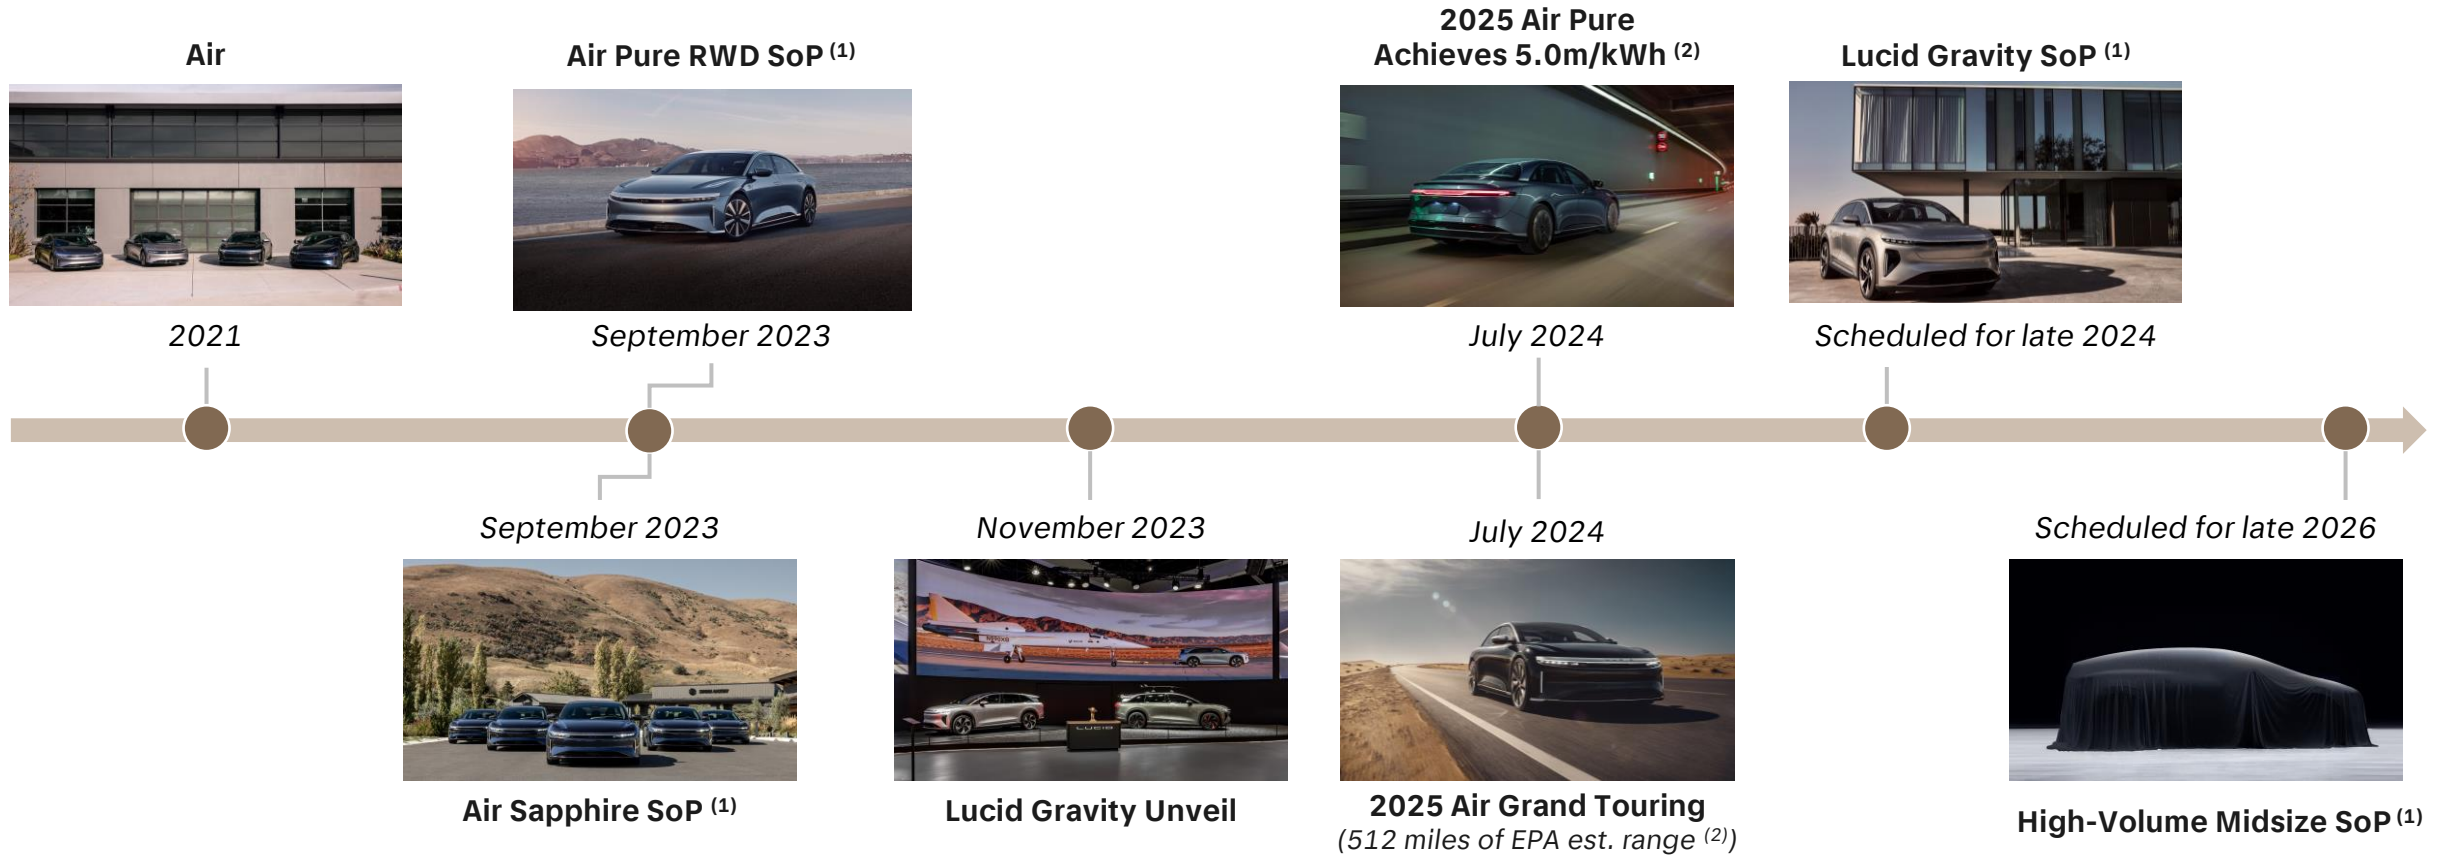 Air
2021
Air Pure RWD SoP (1)
September 2023
2025 Air Pure
Achieves 5.0m/kWh (2)
July 2024
Lucid Gravity SoP (1)
Scheduled for late 2024
September 2023
Air Sapphire SoP (1)
November 2023
LUCID
Lucid Gravity Unveil
July 2024
2025 Air Grand Touring
(512 miles of EPA est. range (2))
Scheduled for late 2026
High-Volume Midsize SoP (1)